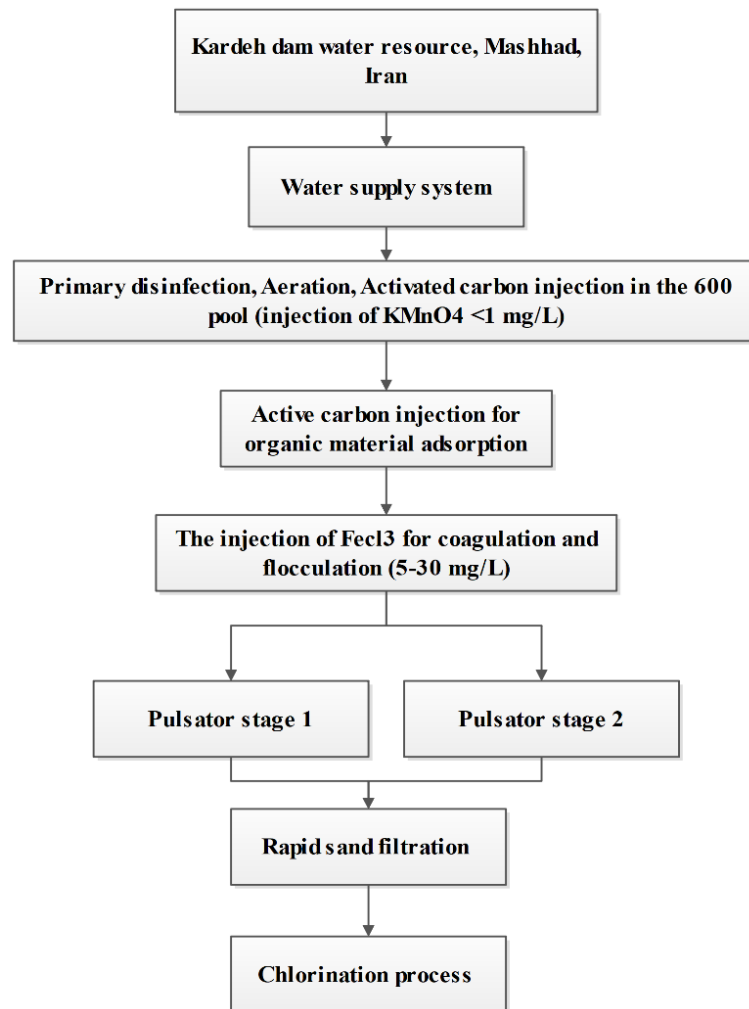 Kardeh dam water resource, Mashhad,
Iran
Water supply system
Primary disinfection, Aeration, Activated carbon injection in the 600
pool (injection of KMnO4 <1 mg/L)
Active carbon injection for
organic material adsorption
The injection of Fecl3 for coagulation and
flocculation (5-30 mg/L)
Pulsator stage 1
Pulsator stage 2
Rapid sand filtration
Chlorination process